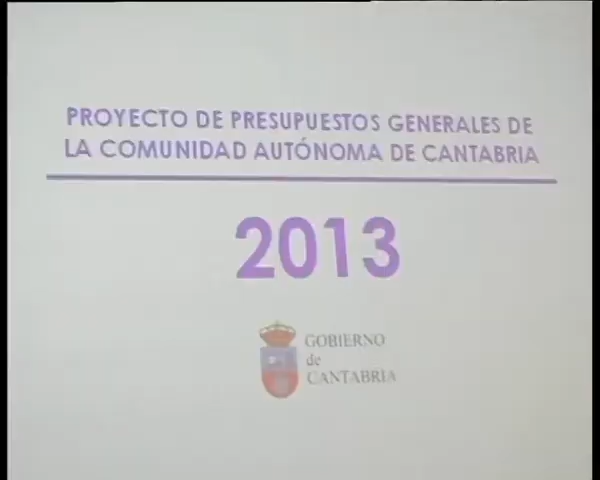 PROYECTO DE PRESUPUESTOS GENERALES DE
LA COMUNIDAD AUTÓNOMA DE CANTABRIA
2013
GOBIERNO
de
CANTABRIA